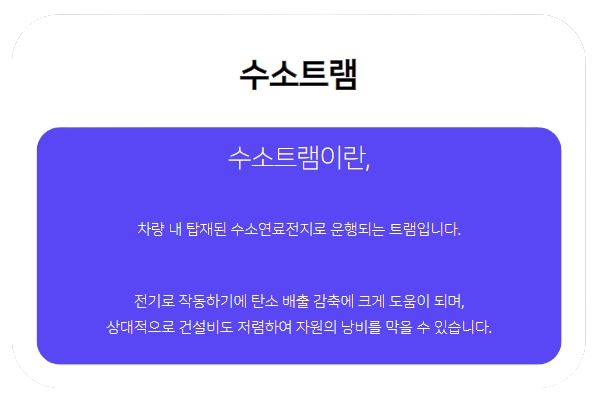 수소트램
수소트램이란,
차량 내 탑재된 수소연료전지로 운행되는 트램입니다.
전기로 작동하기에 탄소 배출 감축에 크게 도움이 되며,
상대적으로 건설비도 저렴하여 자원의 낭비를 막을 수 있습니다.